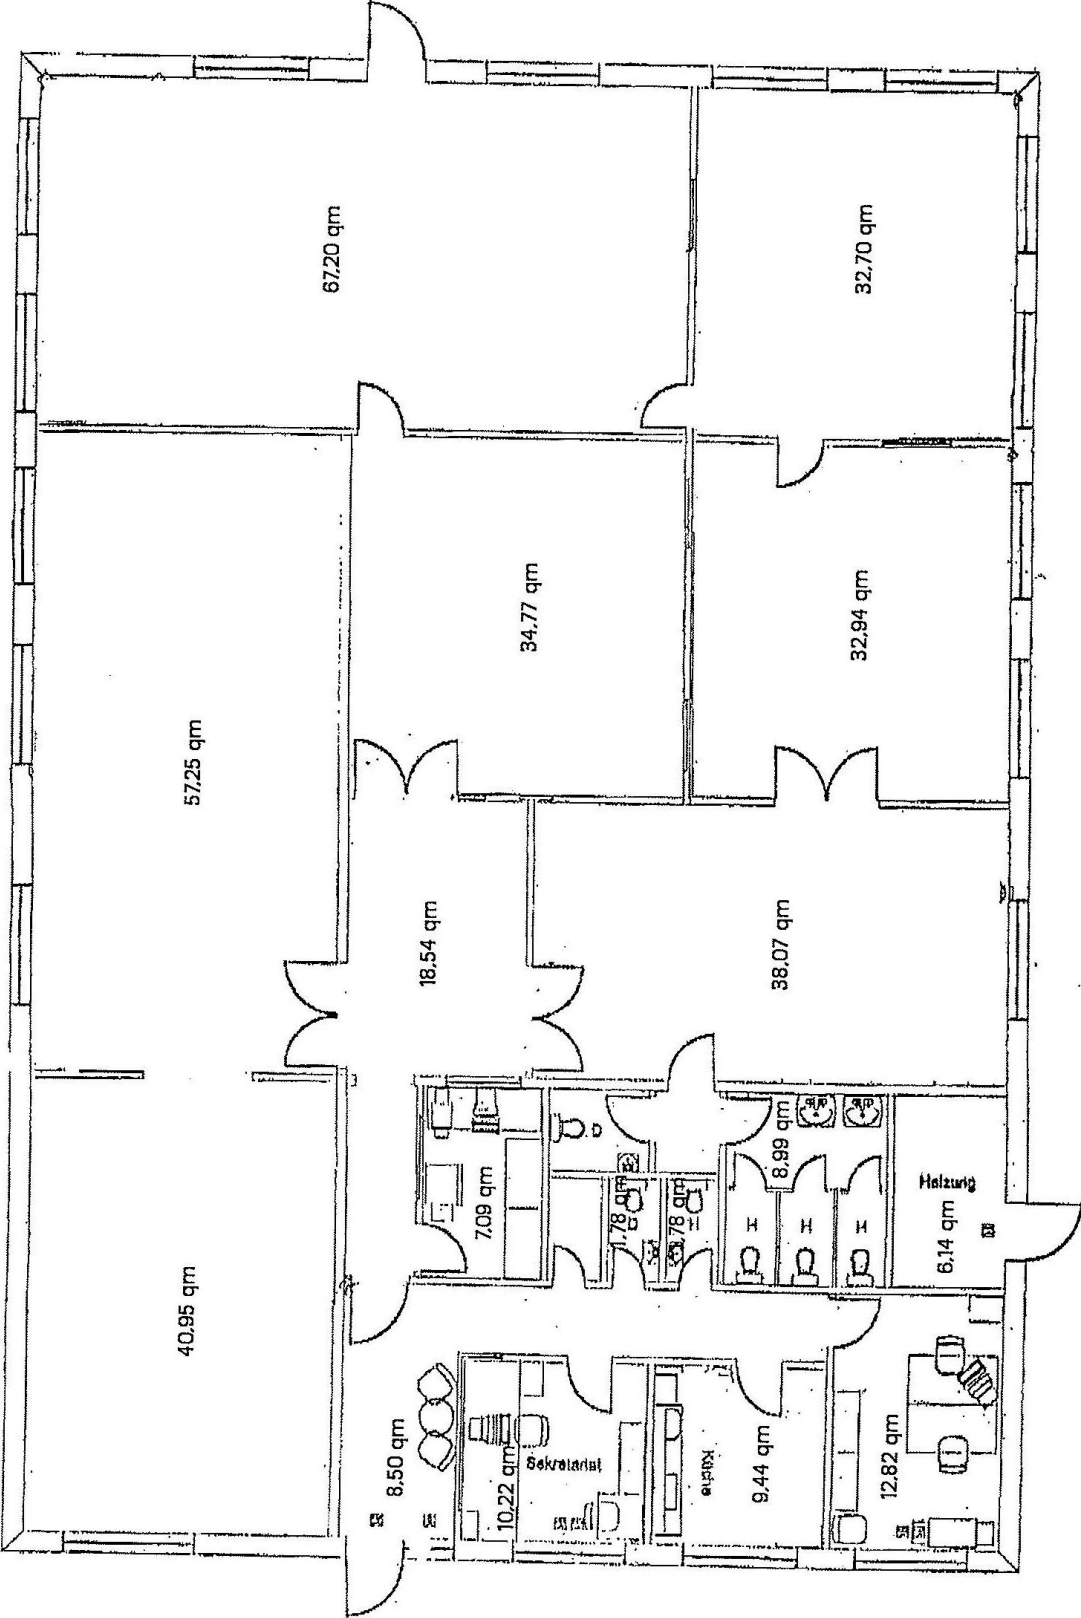 67,20 qm
32,70 qm
57,25 qm
34,77 qm
32,94 qm
18,54 qm
38,07 qm
40,95 qm
7,09 qm
1,78 qm
1,78 qm
8,99 qm
H
H
H
H
Heizung
6,14 qm
8,50 qm
10,22 qm
Sekretariat
Küche
9,44 qm
12,82 qm